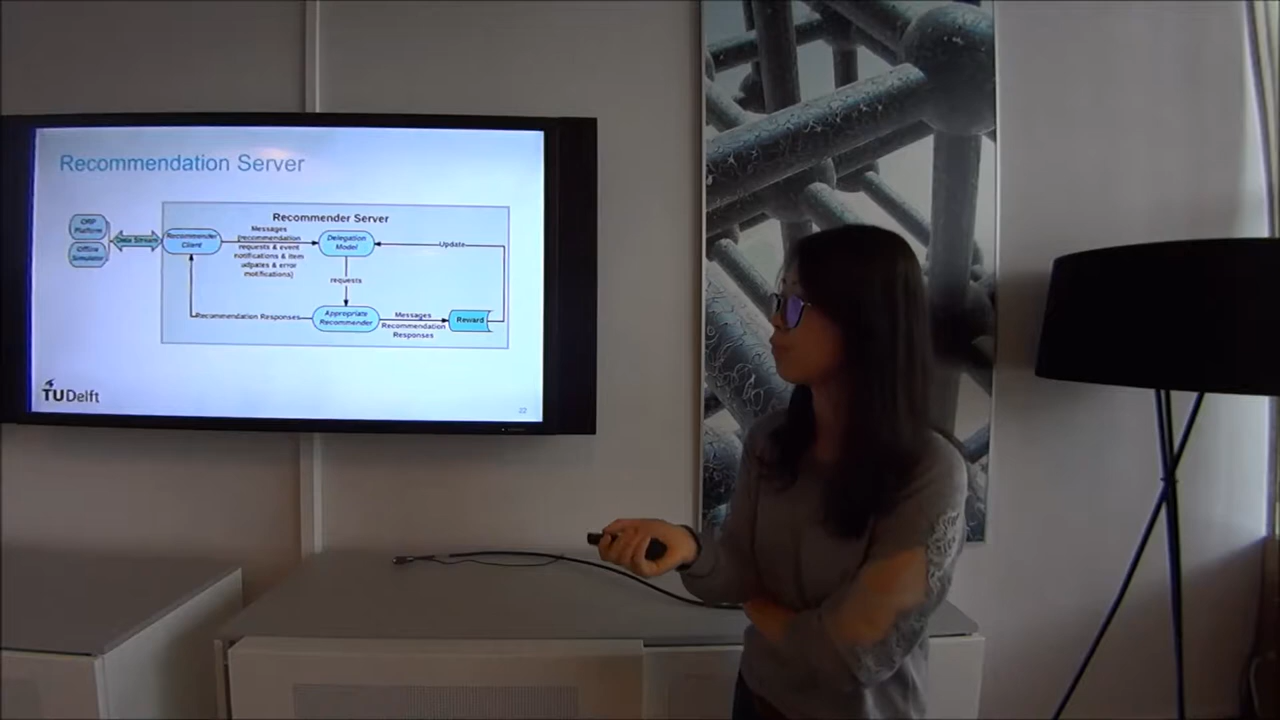 Recommendation Server
Recommender Server
ORP
Platform
Offline
Simulator
Data Stream
Recommender
Client
Messages
(recommendation
requests & event
notifications & item
udpates & error
motifications)
Delegation
Model
Update
requests
Recommendation Responses
Appropriate
Recommender
Messages
Recommendation
Responses
Reward
TUDelft
22